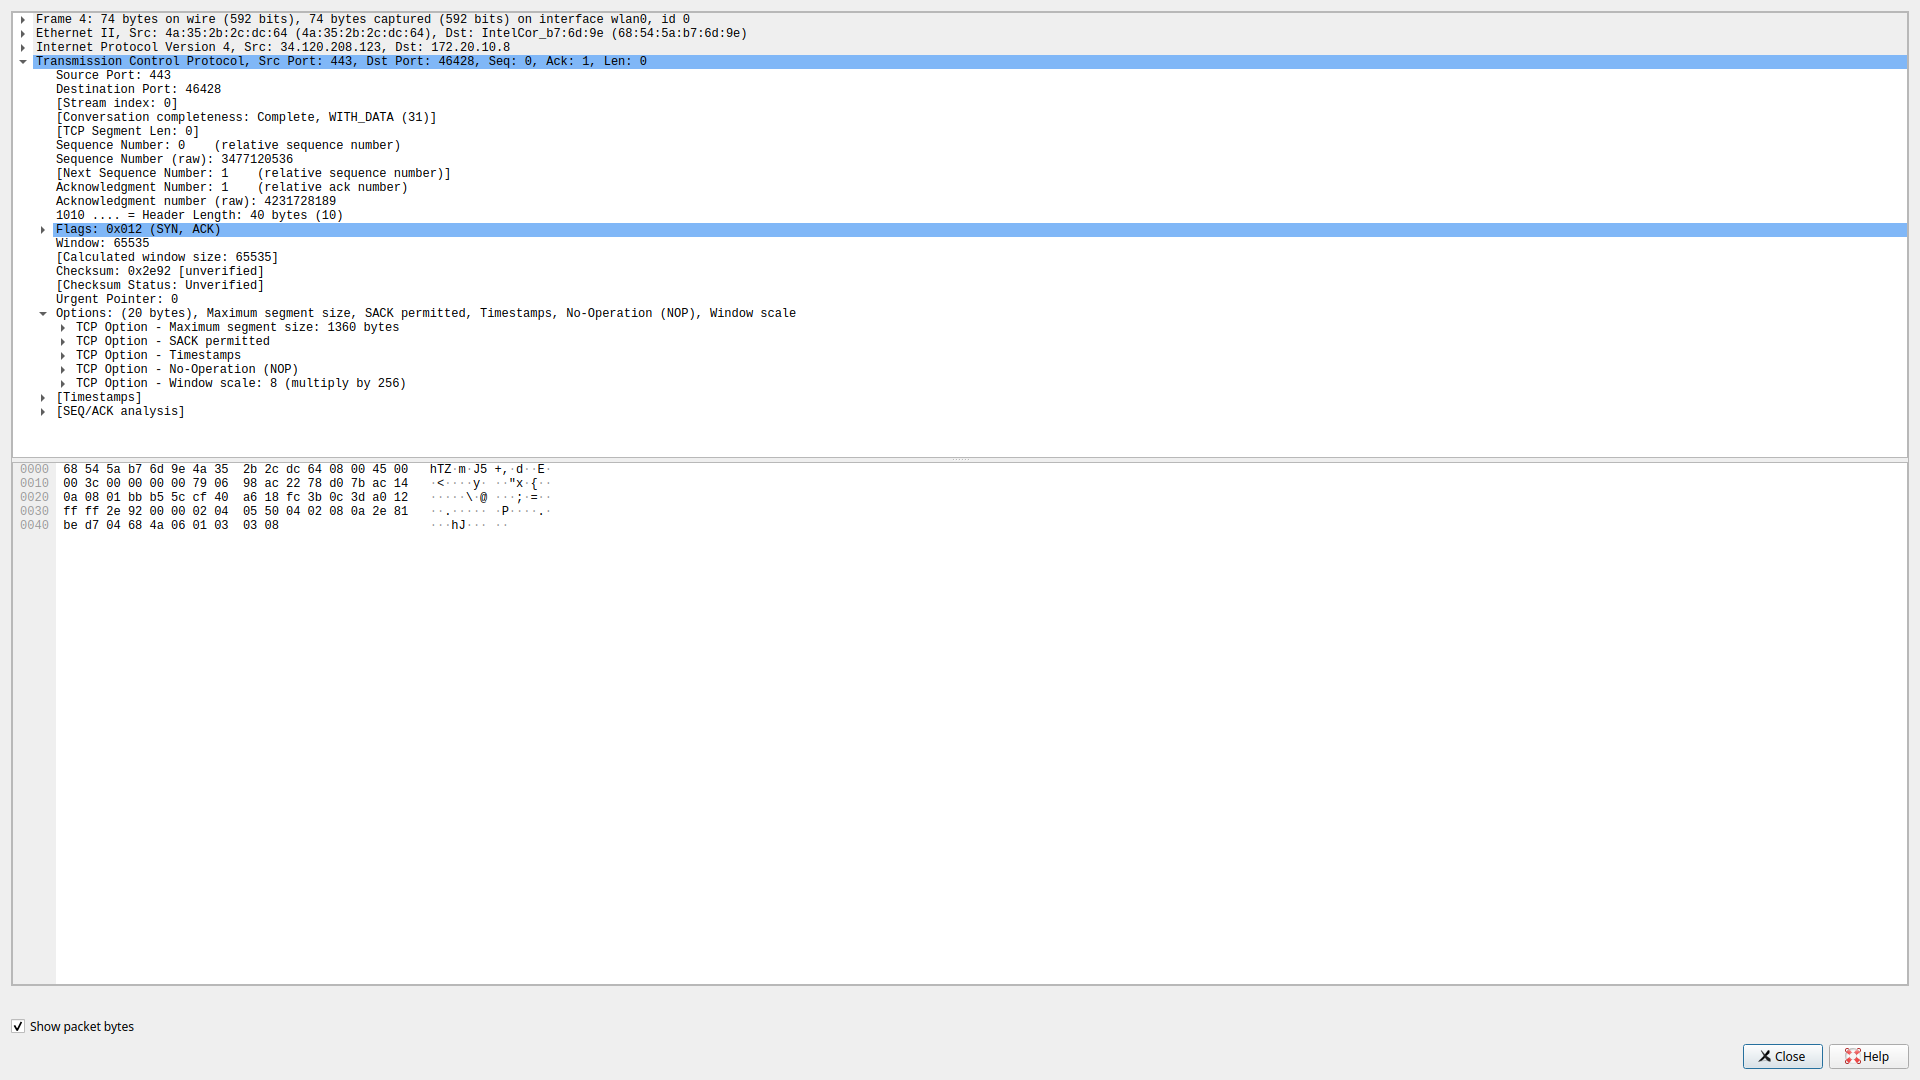 Frame 4: 74 bytes on wire (592 bits), 74 bytes captured (592 bits) on interface wlan0, id 0
Ethernet II, Src: 4a:35:2b:2c:dc:64 (4a:35:2b:2c:dc:64), Dst: IntelCor_b7:6d:9e (68:54:5a:b7:6d:9e)
Internet Protocol Version 4, Src: 34.120.208.123, Dst: 172.20.10.8
Transmission Control Protocol, Src Port: 443, Dst Port: 46428, Seq: 0, Ack: 1, Len: 0
Source Port: 443
Destination Port: 46428
[Stream index: 0]
[Conversation completeness: Complete, WITH_DATA (31)]
[TCP Segment Len: 0]
Sequence Number: 0    (relative sequence number)
Sequence Number (raw): 3477120536
[Next Sequence Number: 1    (relative sequence number)]
Acknowledgment Number: 1    (relative ack number)
Acknowledgment number (raw): 4231728189
1010 .... = Header Length: 40 bytes (10)
Flags: 0x012 (SYN, ACK)
Window: 65535
[Calculated window size: 65535]
Checksum: 0x2e92 [unverified]
[Checksum Status: Unverified]
Urgent Pointer: 0
Options: (20 bytes), Maximum segment size, SACK permitted, Timestamps, No-Operation (NOP), Window scale
TCP Option - Maximum segment size: 1360 bytes
TCP Option - SACK permitted
TCP Option - Timestamps
TCP Option - No-Operation (NOP)
TCP Option - Window scale: 8 (multiply by 256)
[Timestamps]
[SEQ/ACK analysis]
0000  68 54 5a b7 6d 9e 4a 35  2b 2c dc 64 08 00 45 00   hTZ·m·J5 +,·d··E·
0010  00 3c 00 00 00 00 79 06  98 ac 22 78 d0 7b ac 14   ·<····y· ··"x·{··
0020  0a 08 01 bb b5 5c cf 40  a6 18 fc 3b 0c 3d a0 12   ·····\·@ ···;·=··
0030  ff ff 2e 92 00 00 02 04  05 50 04 02 08 0a 2e 81   ··.····· ·P····.·
0040  be d7 04 68 4a 06 01 03  03 08   ···hJ··· ··
Show packet bytes
Close
Help